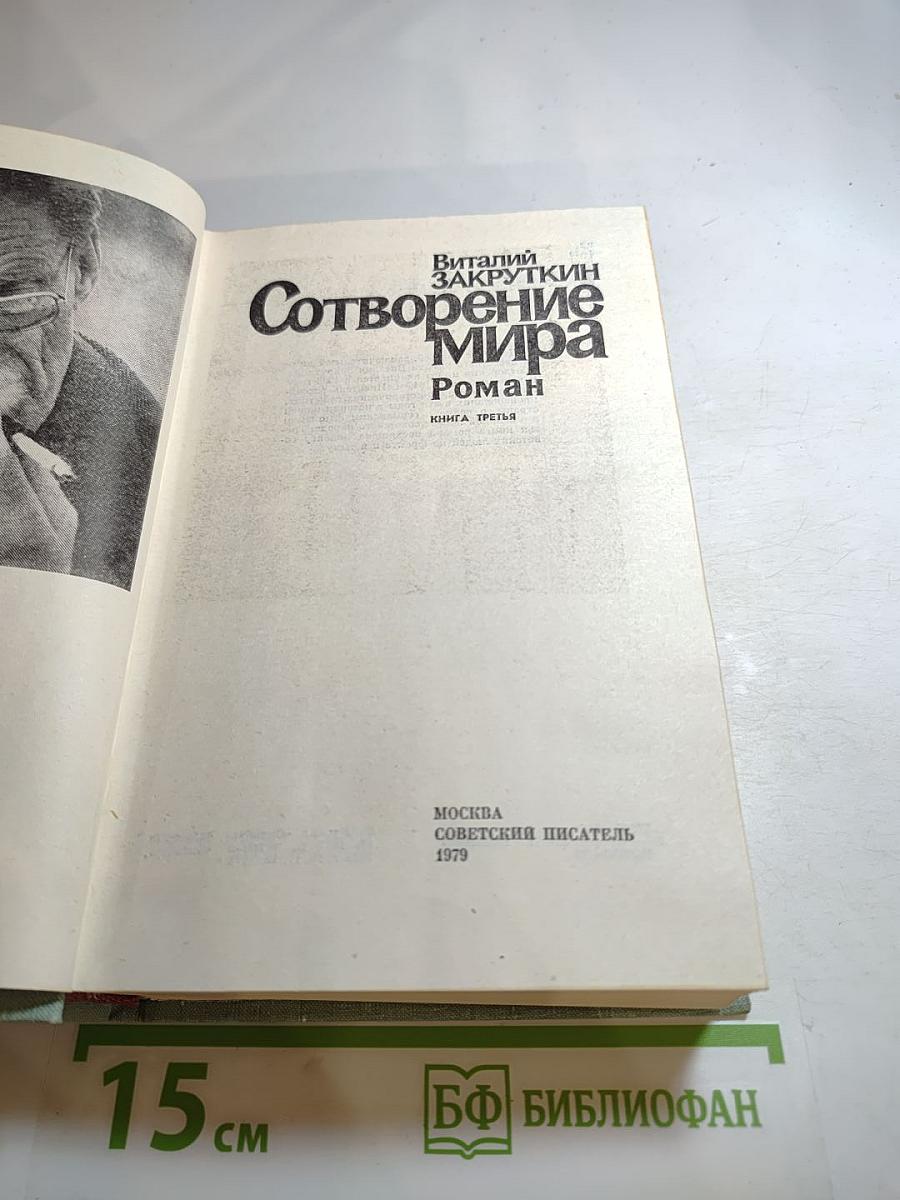 Виталий
ЗАКРУТКИН
Сотворение
мира
Роман
КНИГА ТРЕТЬЯ
МОСКВА
СОВЕТСКИЙ ПИСАТЕЛЬ
1979
15 см
БФ БИБЛИОФАН